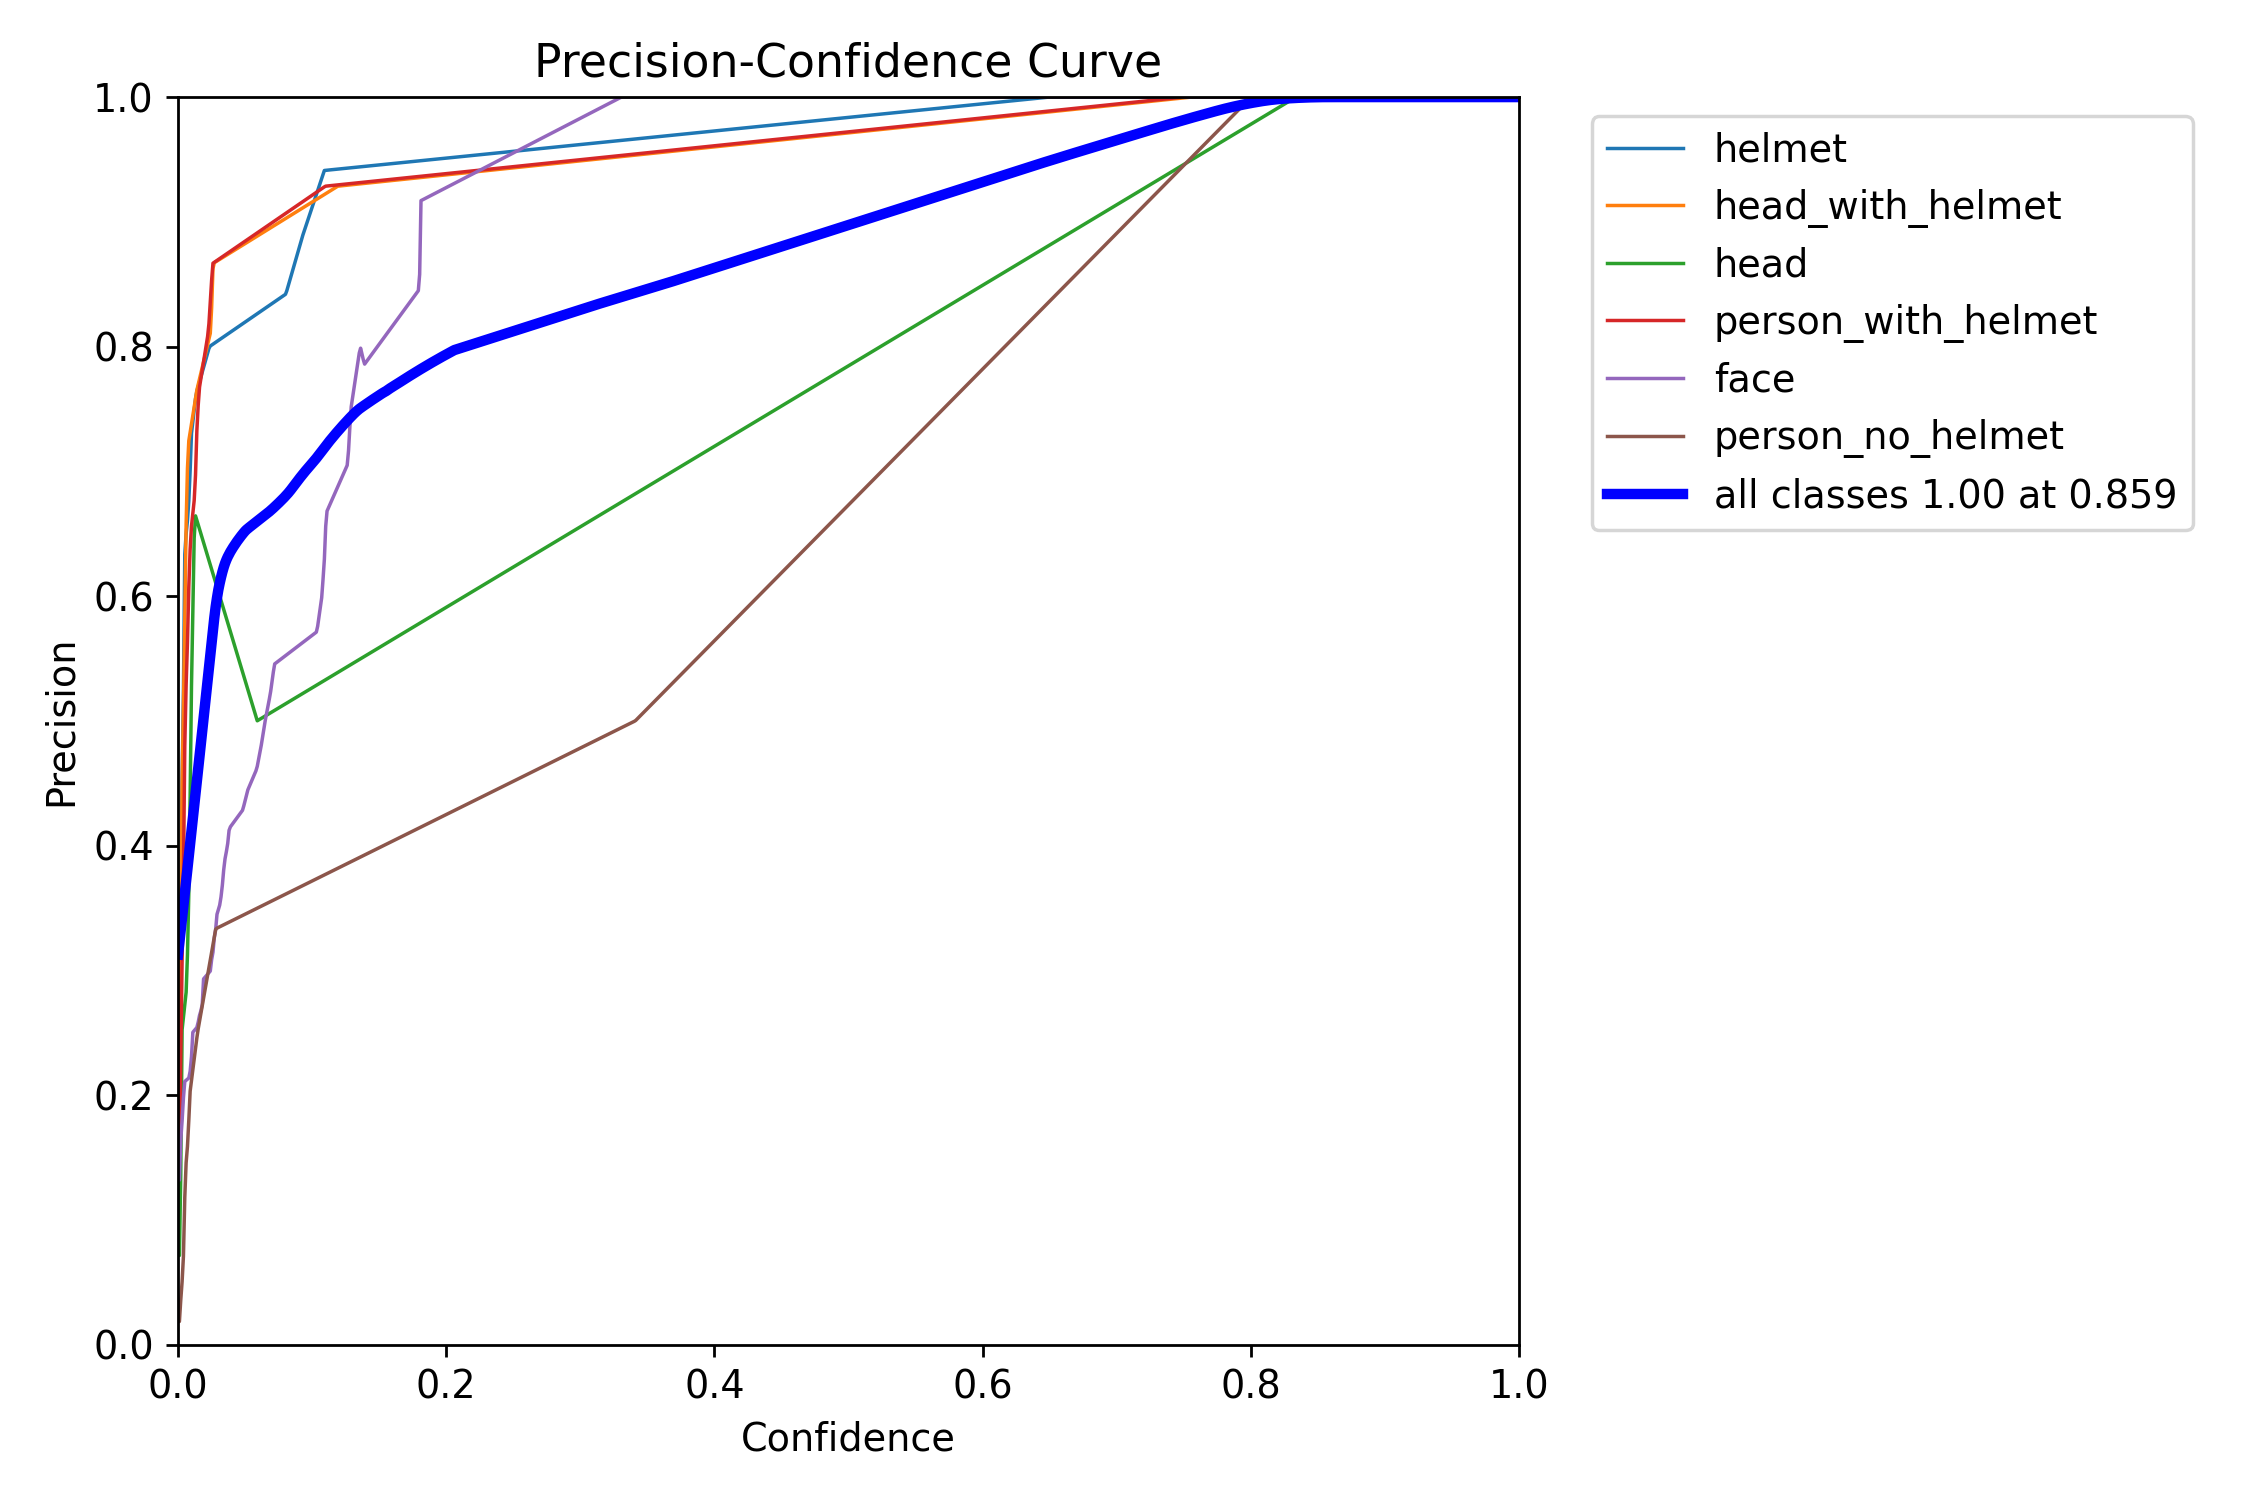 Precision-Confidence Curve
1.0
0.8
0.6
0.4
0.2
0.0
Precision
0.0 0.2 0.4 0.6 0.8 1.0
Confidence
helmet
head_with_helmet
head
person_with_helmet
face
person_no_helmet
all classes 1.00 at 0.859